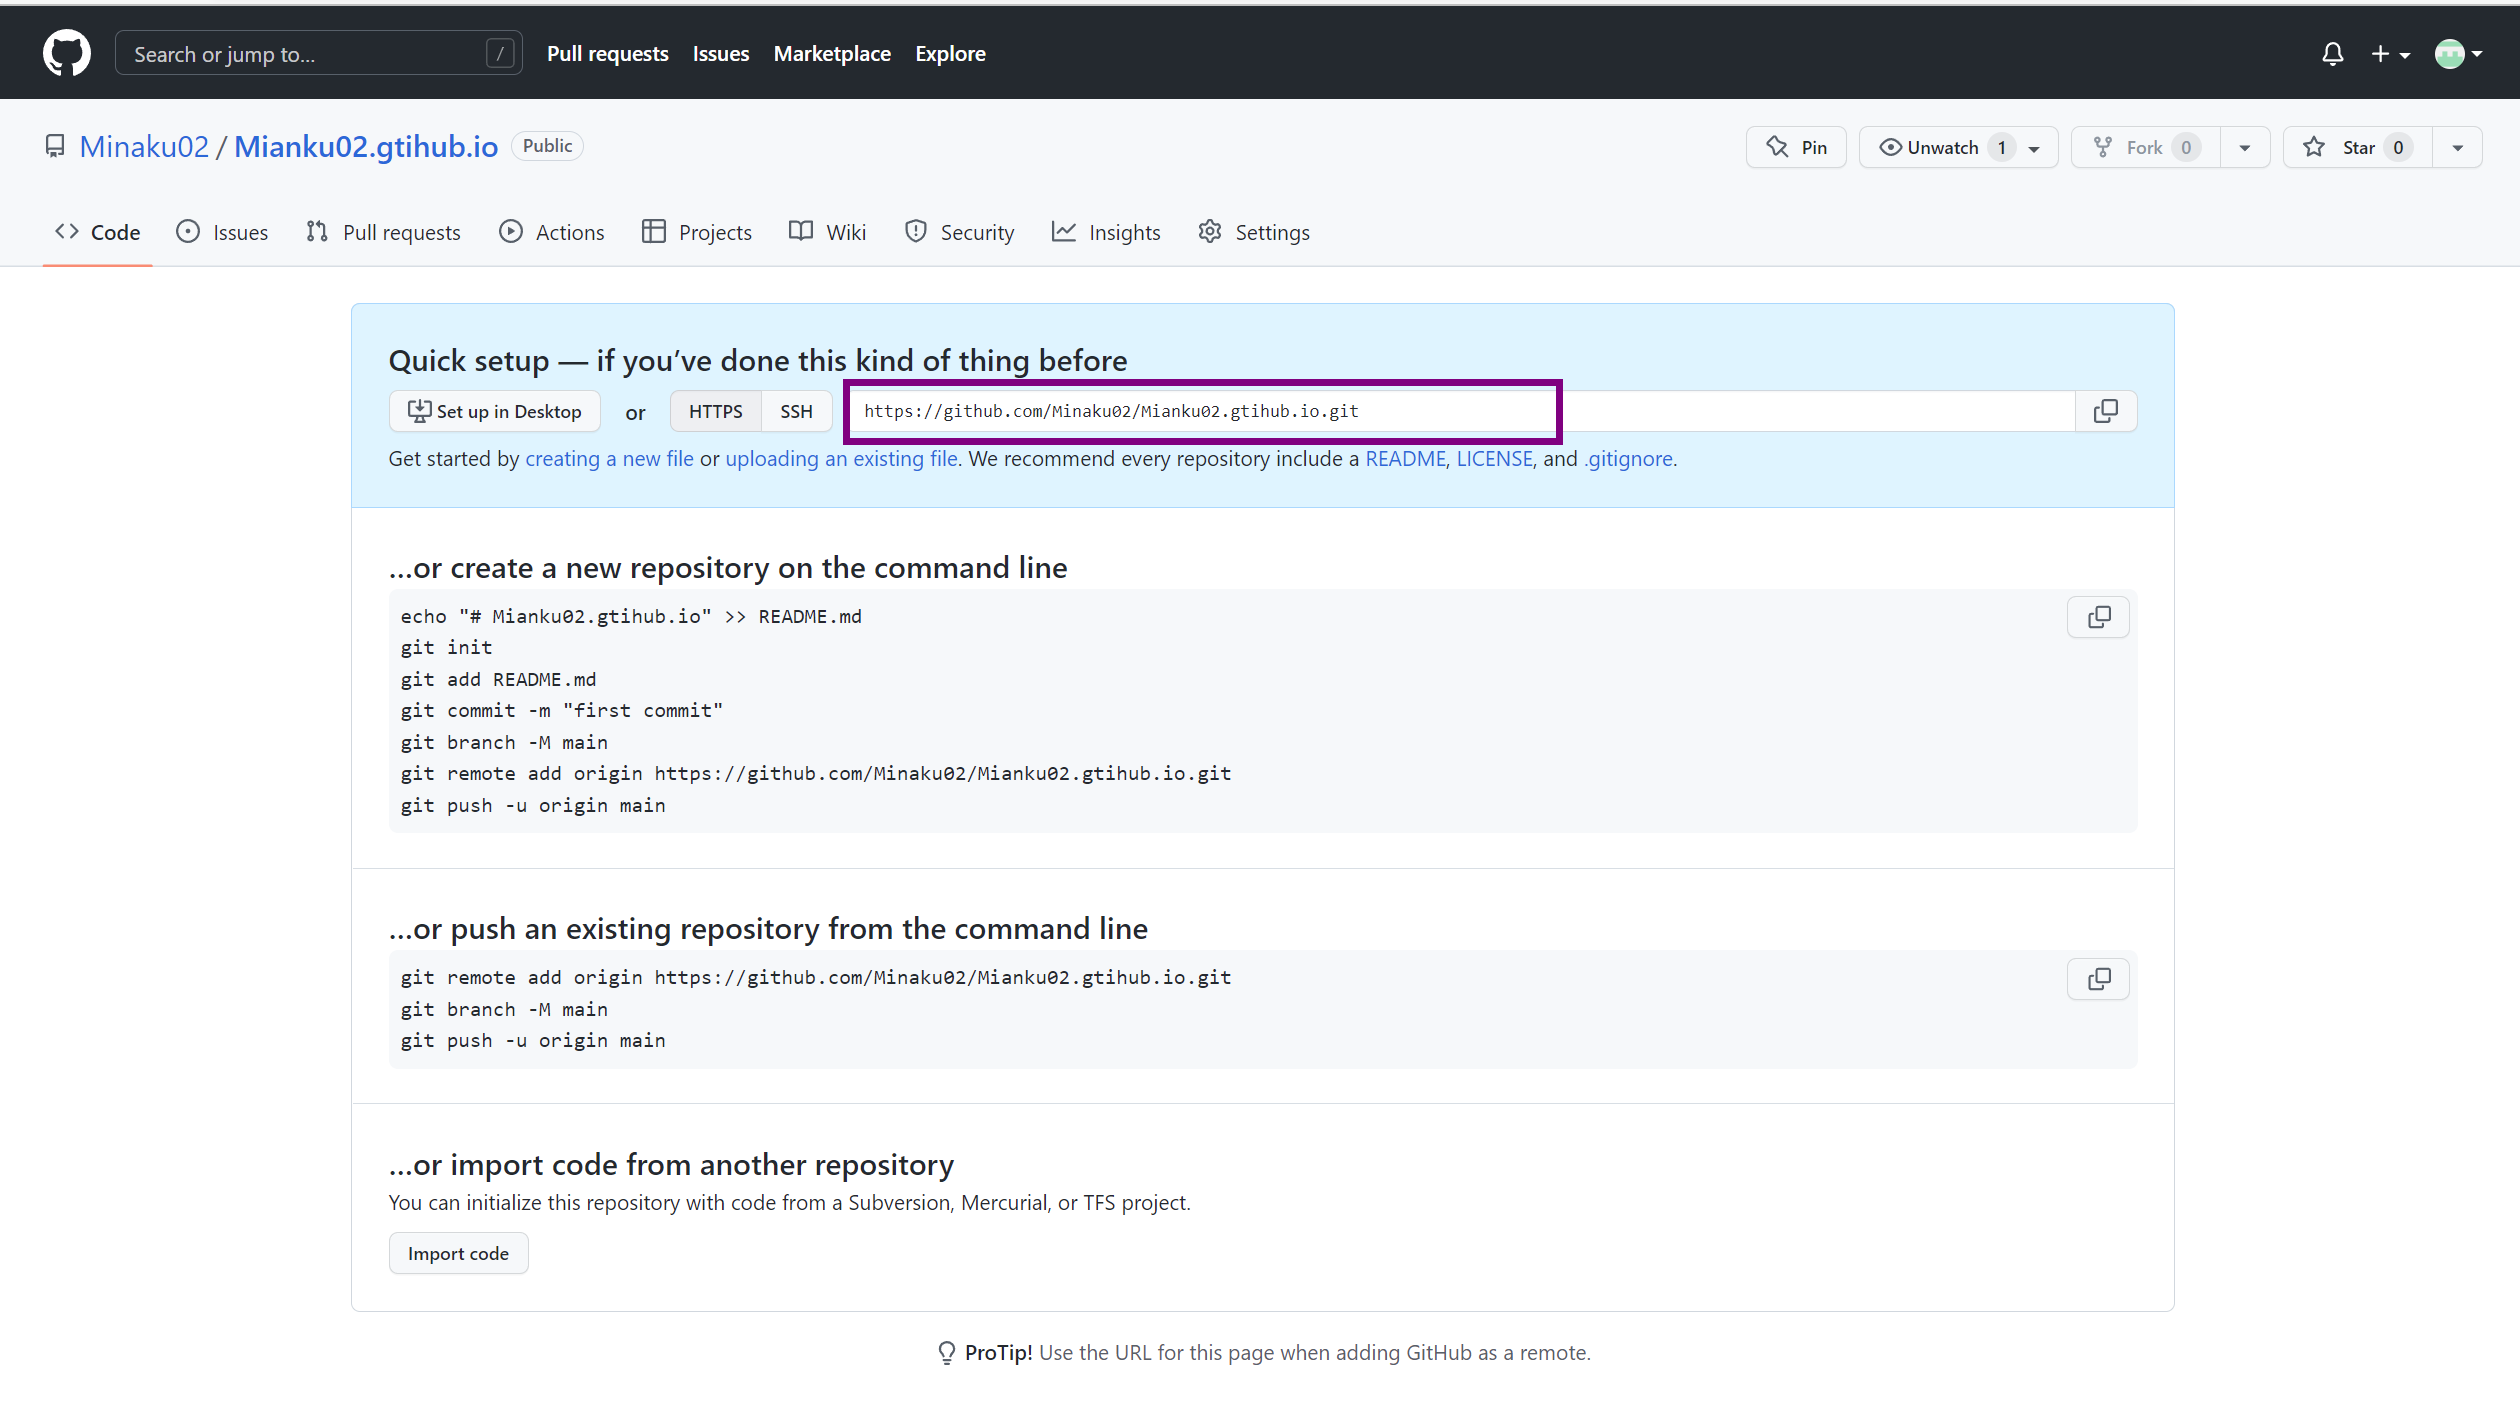 Search or jump to... /
Pull requests Issues Marketplace Explore
Minaku02 / Mianku02.gtihub.io Public
Pin Unwatch 1 Fork 0 Star 0
Code Issues Pull requests Actions Projects Wiki Security Insights Settings
Quick setup — if you’ve done this kind of thing before
Set up in Desktop or HTTPS SSH https://github.com/Minaku02/Mianku02.gtihub.io.git
Get started by creating a new file or uploading an existing file. We recommend every repository include a README, LICENSE, and .gitignore.
…or create a new repository on the command line
echo "# Mianku02.gtihub.io" >> README.md
git init
git add README.md
git commit -m "first commit"
git branch -M main
git remote add origin https://github.com/Minaku02/Mianku02.gtihub.io.git
git push -u origin main
…or push an existing repository from the command line
git remote add origin https://github.com/Minaku02/Mianku02.gtihub.io.git
git branch -M main
git push -u origin main
…or import code from another repository
You can initialize this repository with code from a Subversion, Mercurial, or TFS project.
Import code
ProTip! Use the URL for this page when adding GitHub as a remote.